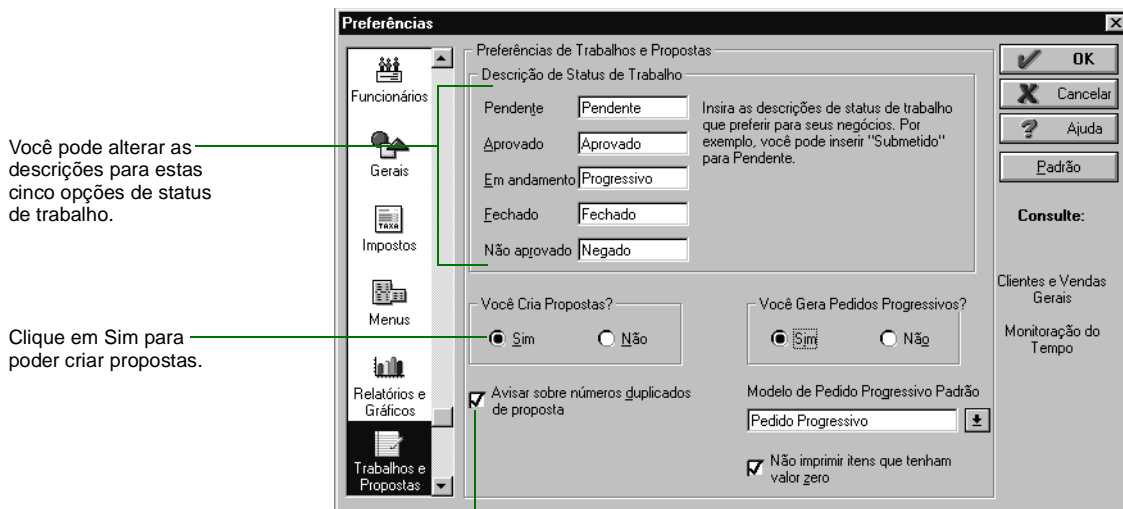 Preferências
Você pode alterar as
descrições para estas
cinco opções de status
de trabalho.
Clique em Sim para
poder criar propostas.
Funcionários
Gerais
TAXA
Impostos
Menus
Relatórios e
Gráficos
Trabalhos e
Propostas
Preferências de Trabalhos e Propostas
Descrição de Status de Trabalho
Pendente Pendente
Aprovado Aprovado
Em andamento Progressivo
Fechado Fechado
Não aprovado Negado
Insira as descrições de status de trabalho
que preferir para seus negócios. Por
exemplo, você pode inserir "Submetido"
para Pendente.
Você Cria Propostas?
Sim Não
Você Gera Pedidos Progressivos?
Sim Não
Avisar sobre números duplicados
de proposta
Modelo de Pedido Progressivo Padrão
Pedido Progressivo
Não imprimir itens que tenham
valor zero
OK
Cancelar
Ajuda
Padrão
Consulte:
Clientes e Vendas
Gerais
Monitoração do
Tempo